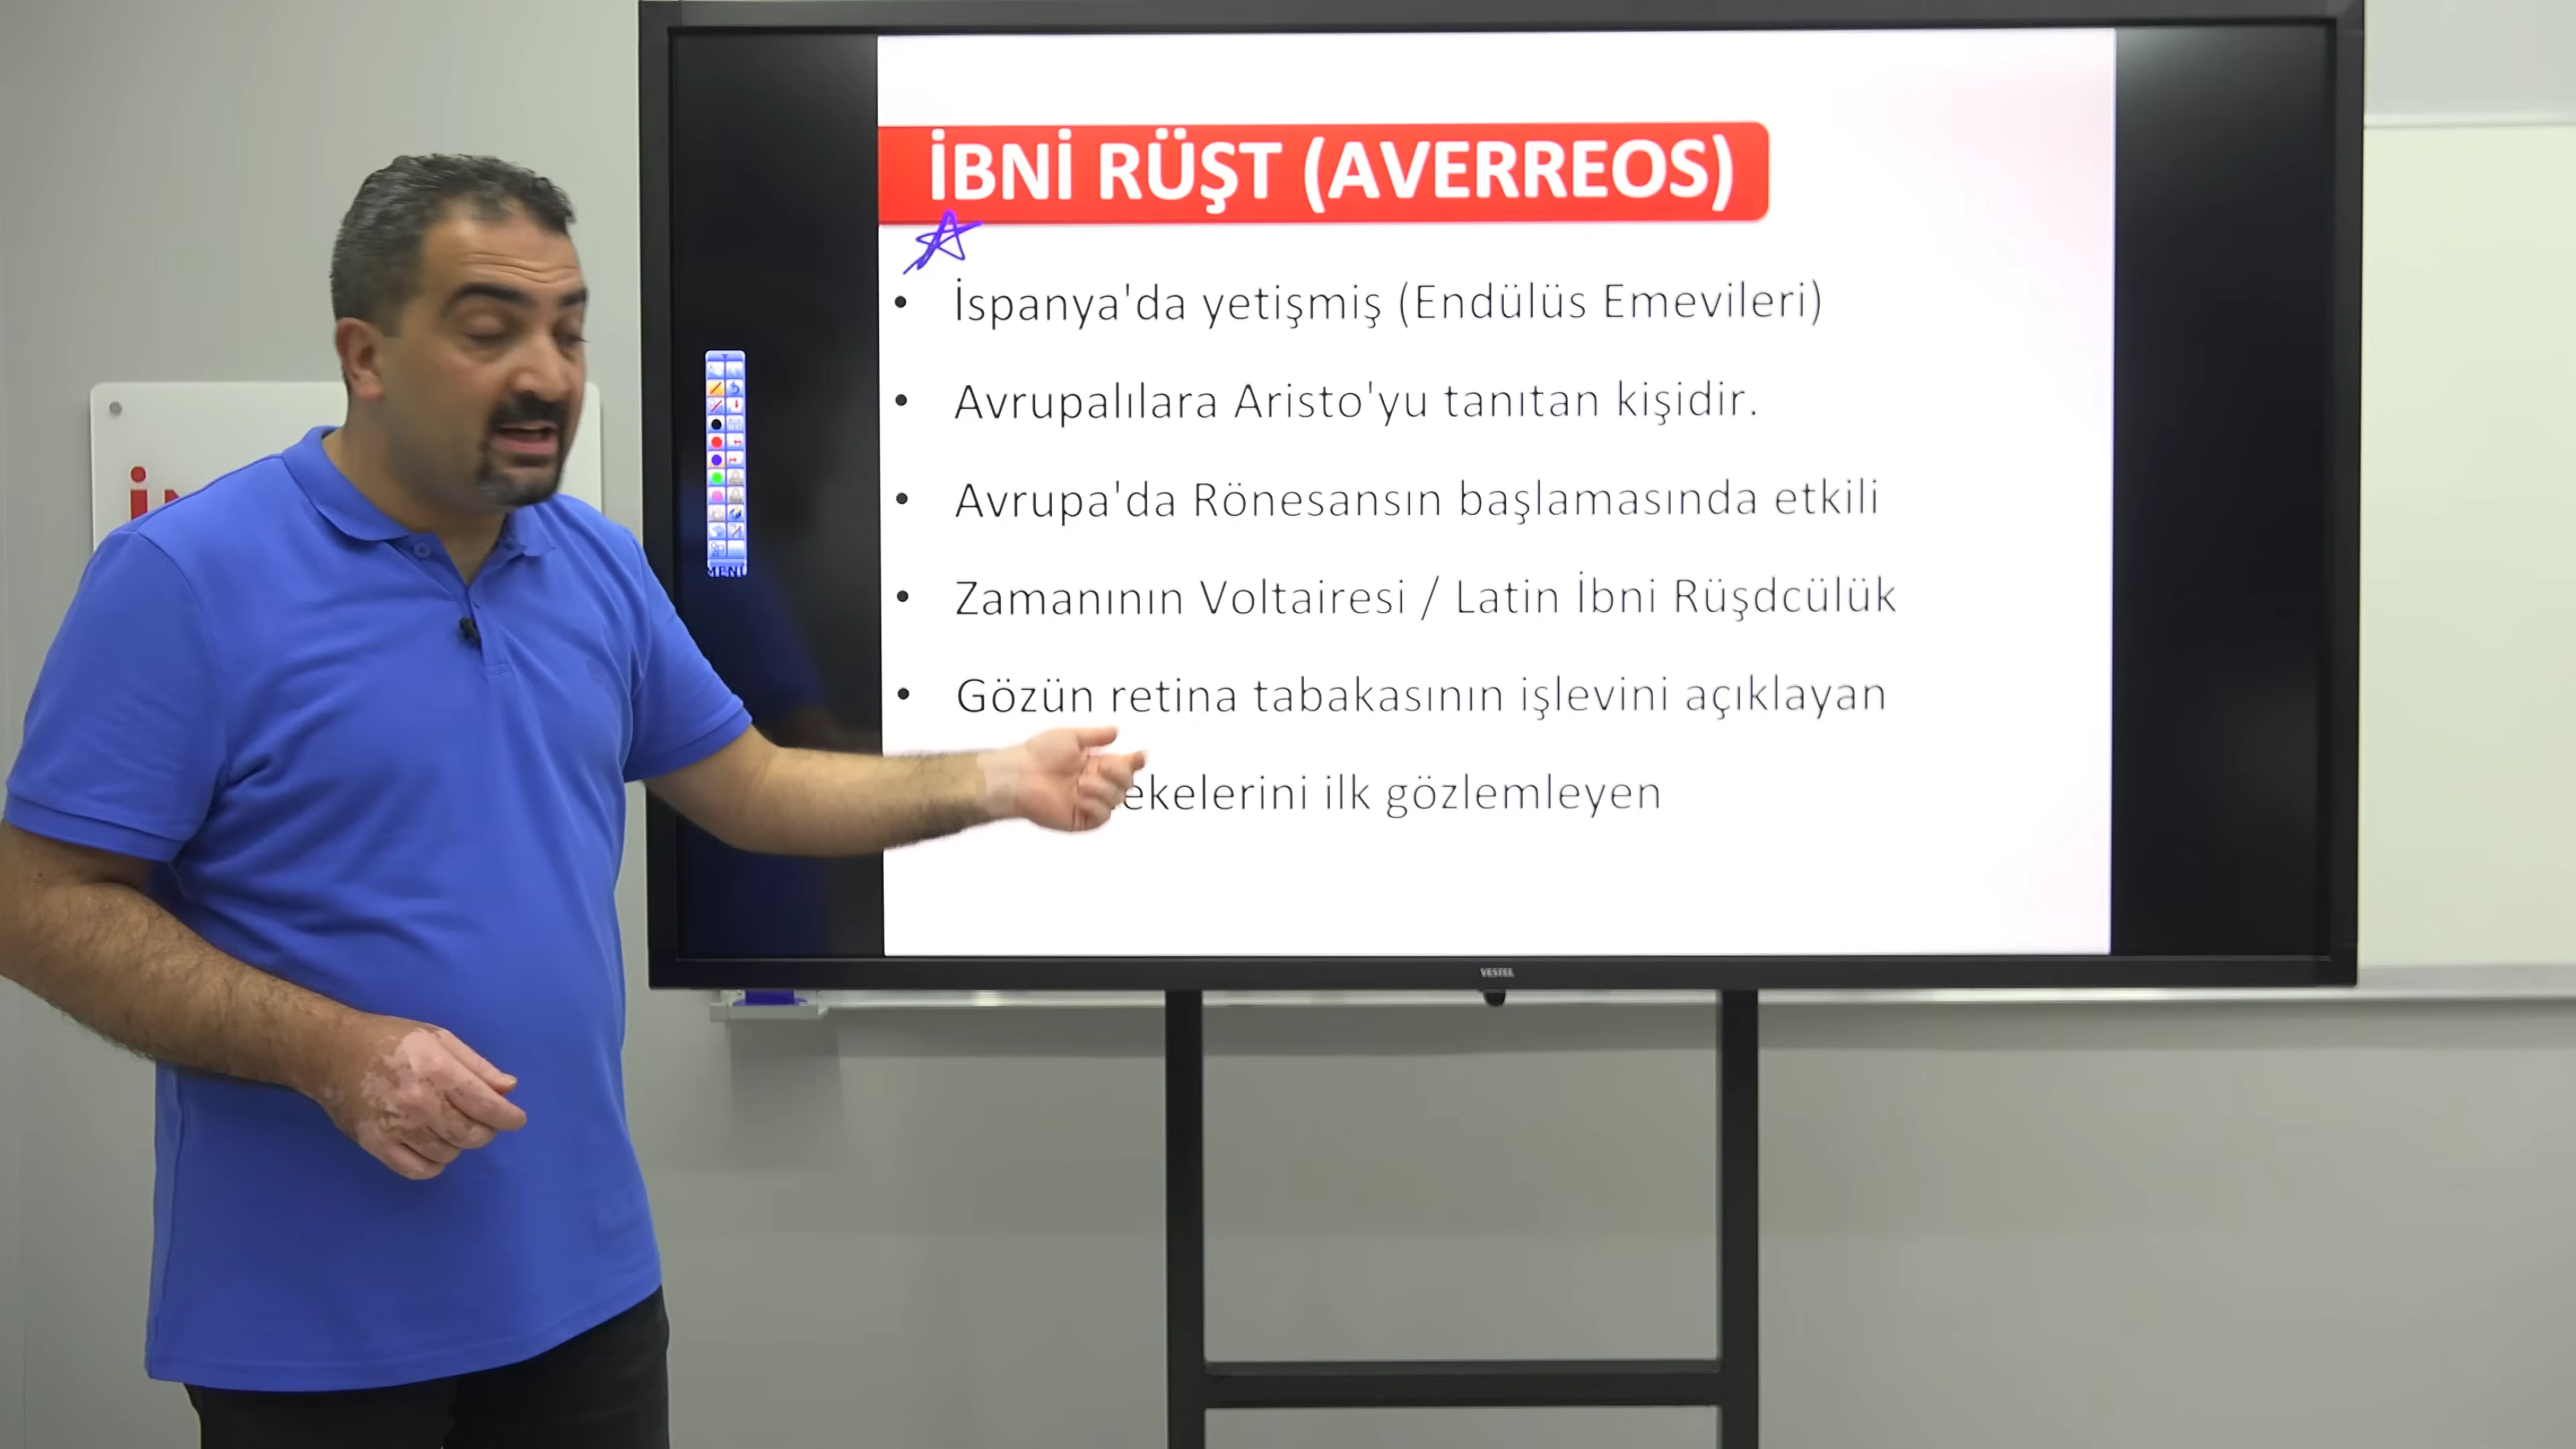 İBNİ RÜŞT (AVERREOS)
• İspanya'da yetişmiş (Endülüs Emevileri)
• Avrupalılara Aristo'yu tanıtan kişidir.
• Avrupa'da Rönesansın başlamasında etkili
• Zamanının Voltairesi / Latin İbni Rüşdcülük
• Gözün retina tabakasının işlevini açıklayan
ilk gözlemleyen
MENU
VESTEL